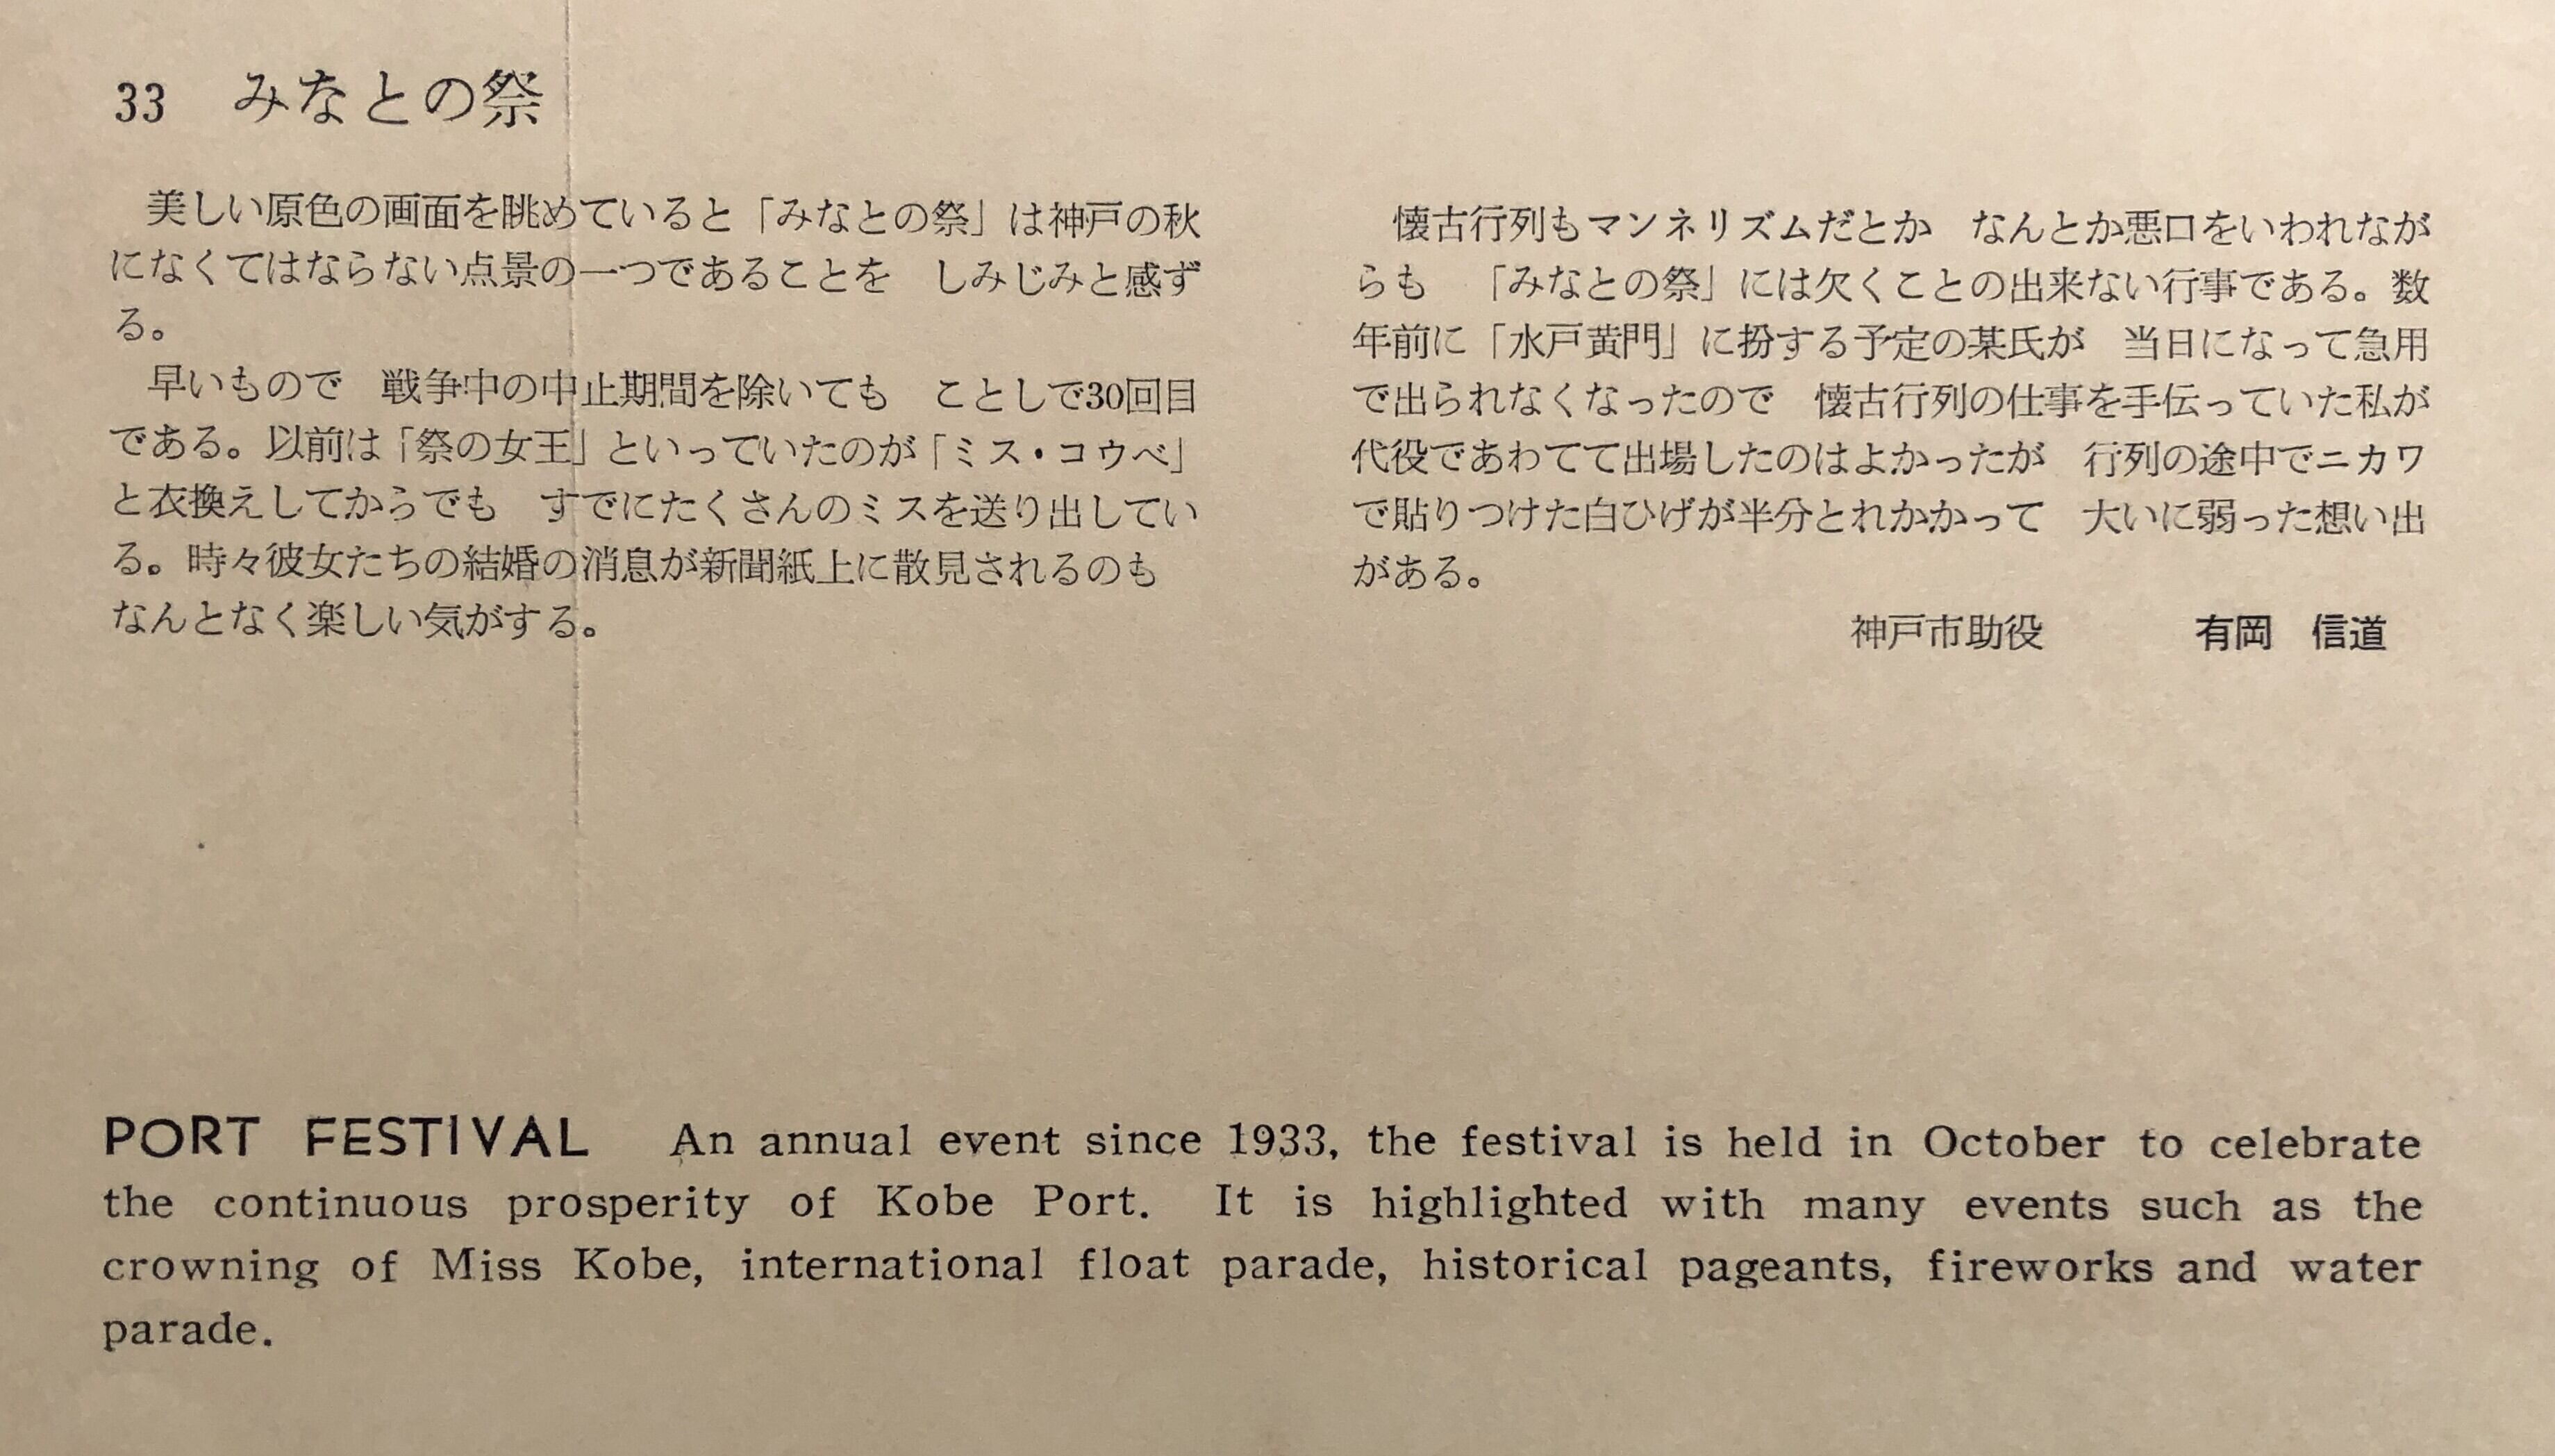 33　みなとの祭
　美しい原色の画面を眺めていると「みなとの祭」は神戸の秋
になくてはならない点景の一つであることを　しみじみと感ず
る。
　早いもので　戦争中の中止期間を除いても　ことしで30回目
である。以前は「祭の女王」といっていたのが「ミス・コウベ」
と衣換えしてからでも　すでにたくさんのミスを送り出してい
る。時々彼女たちの結婚の消息が新聞紙上に散見されるのも
なんとなく楽しい気がする。
　懐古行列もマンネリズムだとか　なんとか悪口をいわれなが
らも　「みなとの祭」には欠くことの出来ない行事である。数
年前に「水戸黄門」に扮する予定の某氏が　当日になって急用
で出られなくなったので　懐古行列の仕事を手伝っていた私が
代役であわてて出場したのはよかったが　行列の途中でニカワ
で貼りつけた白ひげが半分とれかかって　大いに弱った想い出
がある。
神戸市助役　　　有岡　信道
PORT FESTIVAL　An annual event since 1933, the festival is held in October to celebrate
the continuous prosperity of Kobe Port. It is highlighted with many events such as the
crowning of Miss Kobe, international float parade, historical pageants, fireworks and water
parade.